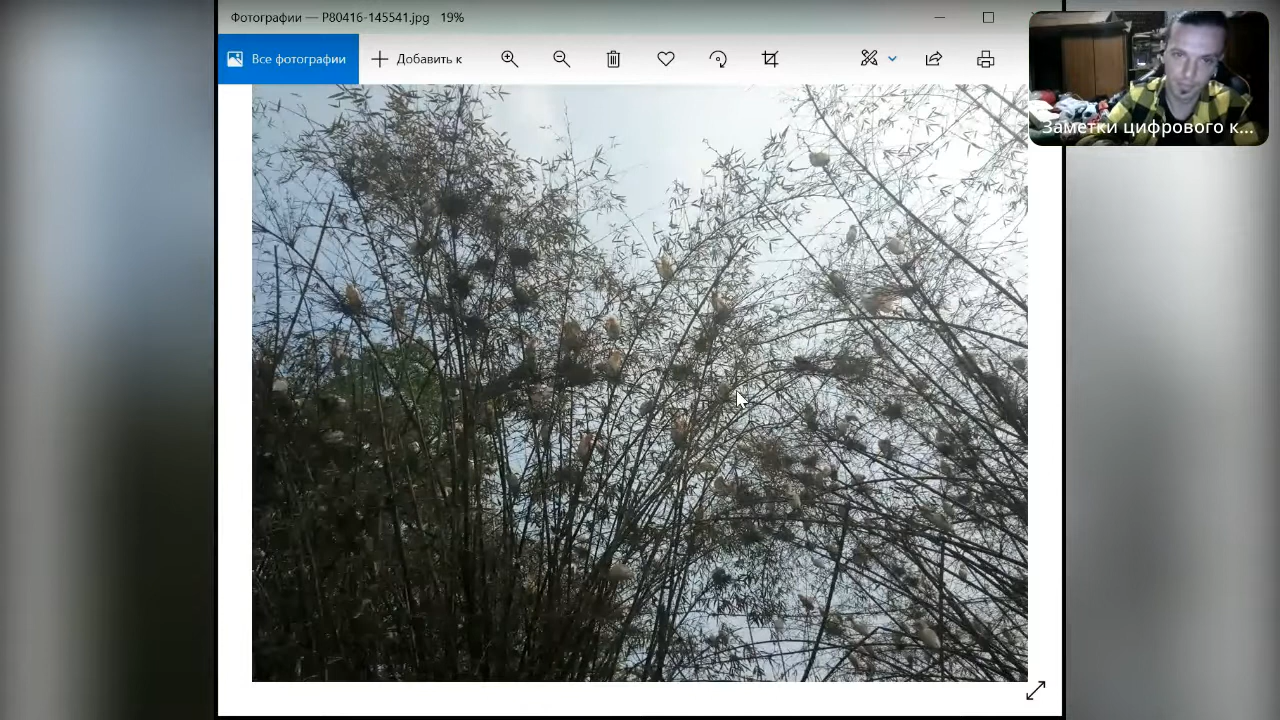 Фотографии — P80416-145541.jpg 19%
Все фотографии
Добавить к
Заметки цифрового к...